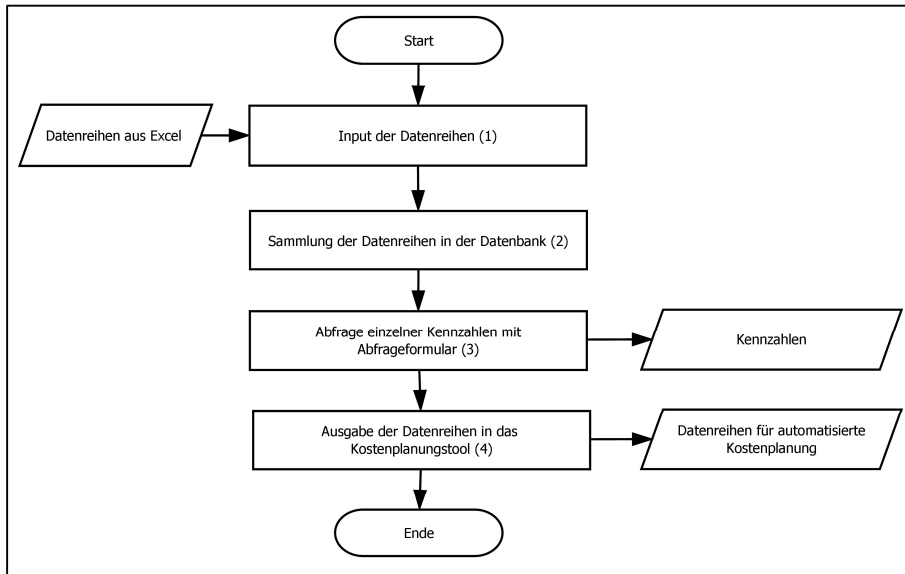 Start
Datenreihen aus Excel
Input der Datenreihen (1)
Sammlung der Datenreihen in der Datenbank (2)
Abfrage einzelner Kennzahlen mit
Abfrageformular (3)
Kennzahlen
Ausgabe der Datenreihen in das
Kostenplanungstool (4)
Datenreihen für automatisierte
Kostenplanung
Ende